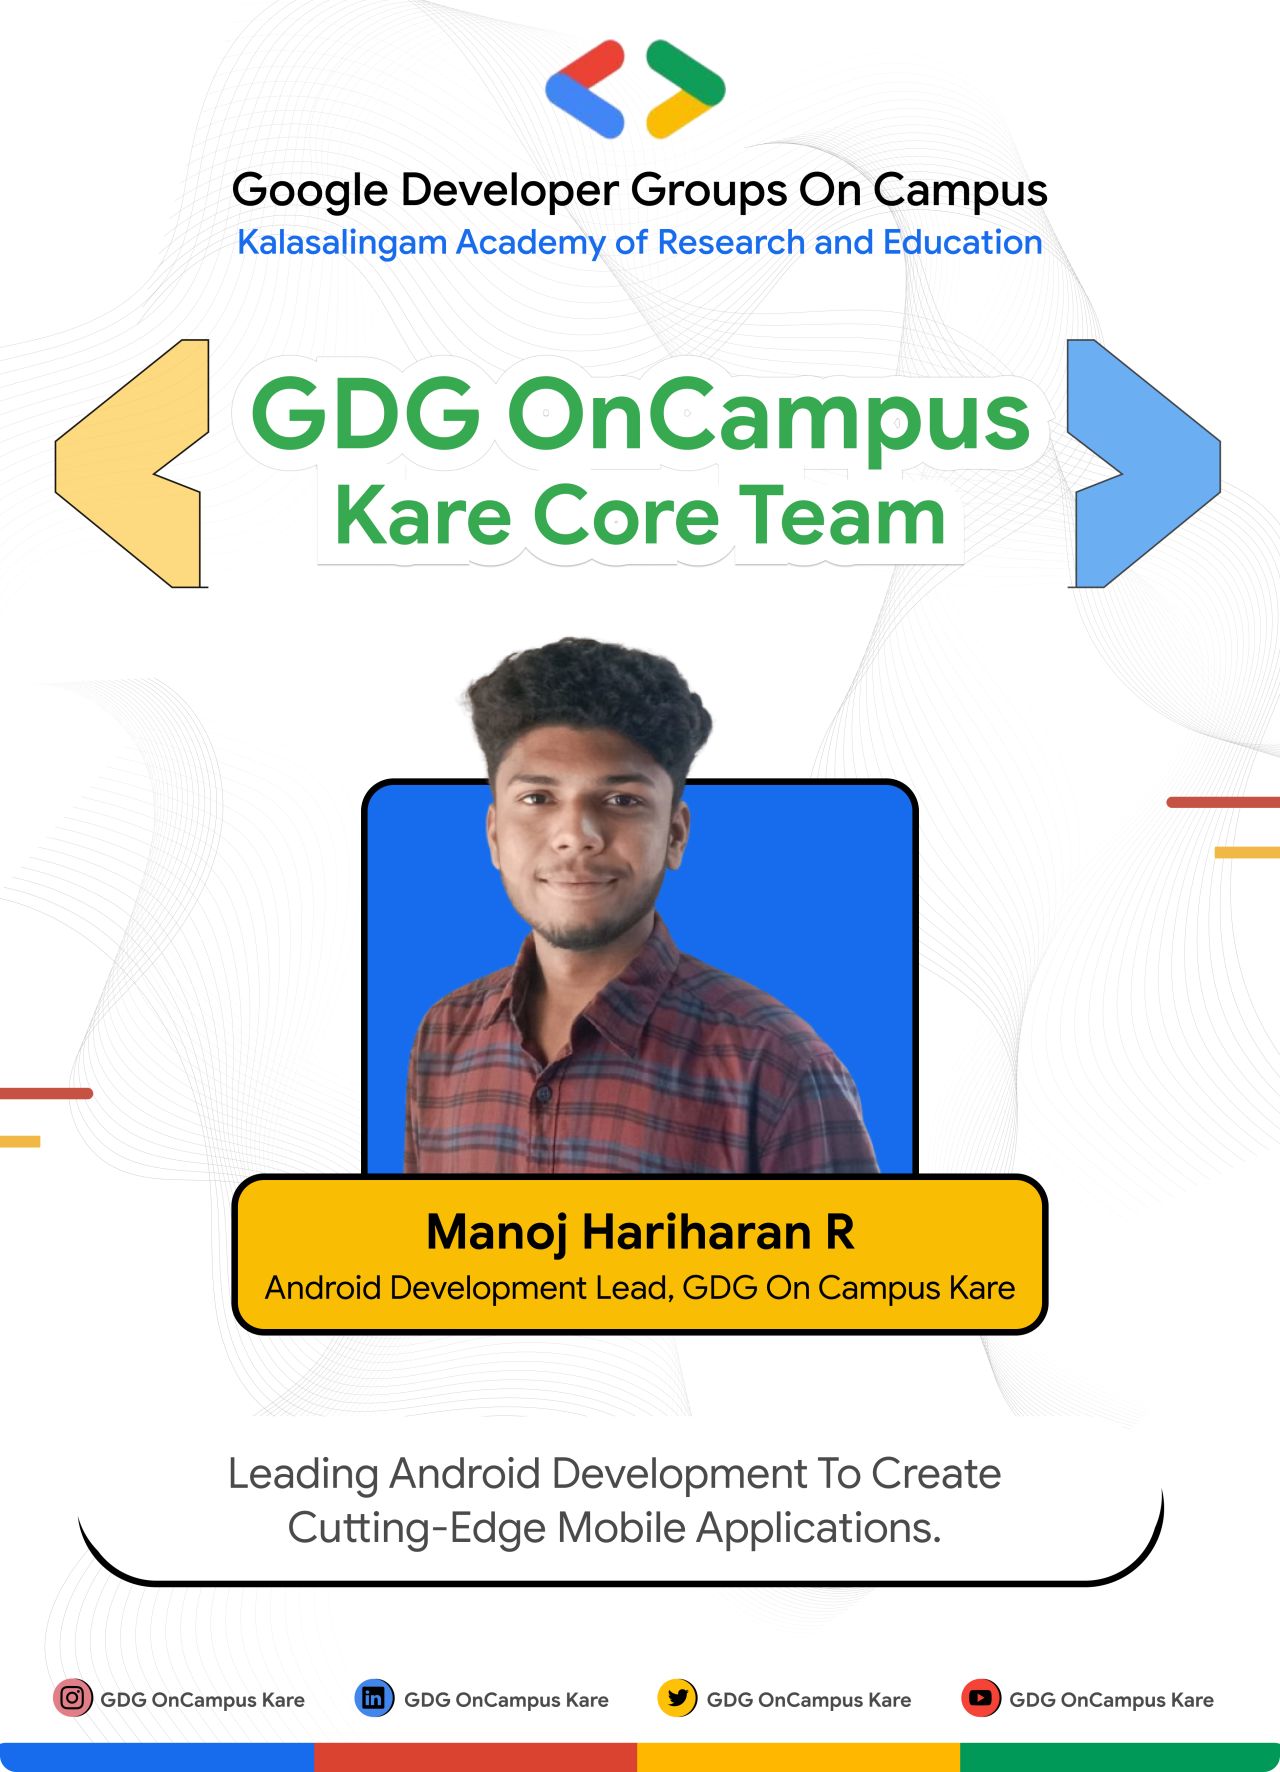 Google Developer Groups On Campus
Kalasalingam Academy of Research and Education
GDG OnCampus
Kare Core Team
Manoj Hariharan R
Android Development Lead, GDG On Campus Kare
Leading Android Development To Create
Cutting-Edge Mobile Applications.
GDG OnCampus Kare
GDG OnCampus Kare
GDG OnCampus Kare
GDG OnCampus Kare